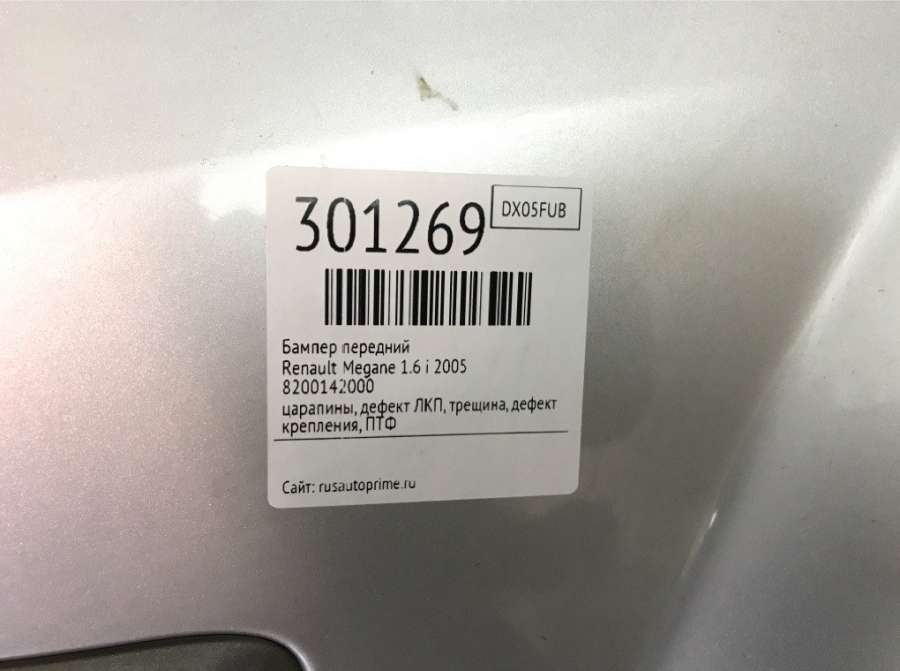 301269
DX05FUB
Бампер передний
Renault Megane 1.6 i 2005
8200142000
царапины, дефект ЛКП, трещина, дефект
крепления, ПТФ
Сайт: rusautoprime.ru